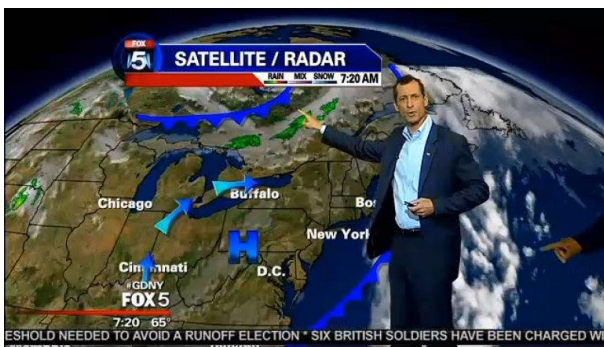 FOX
5
SATELLITE / RADAR
RAIN MIX SNOW 7:20 AM
Chicago
Buffalo
Bo
New York
H
D.C.
#GDNY
FOX 5
7:20 65°
ESHOLD NEEDED TO AVOID A RUNOFF ELECTION * SIX BRITISH SOLDIERS HAVE BEEN CHARGED WI